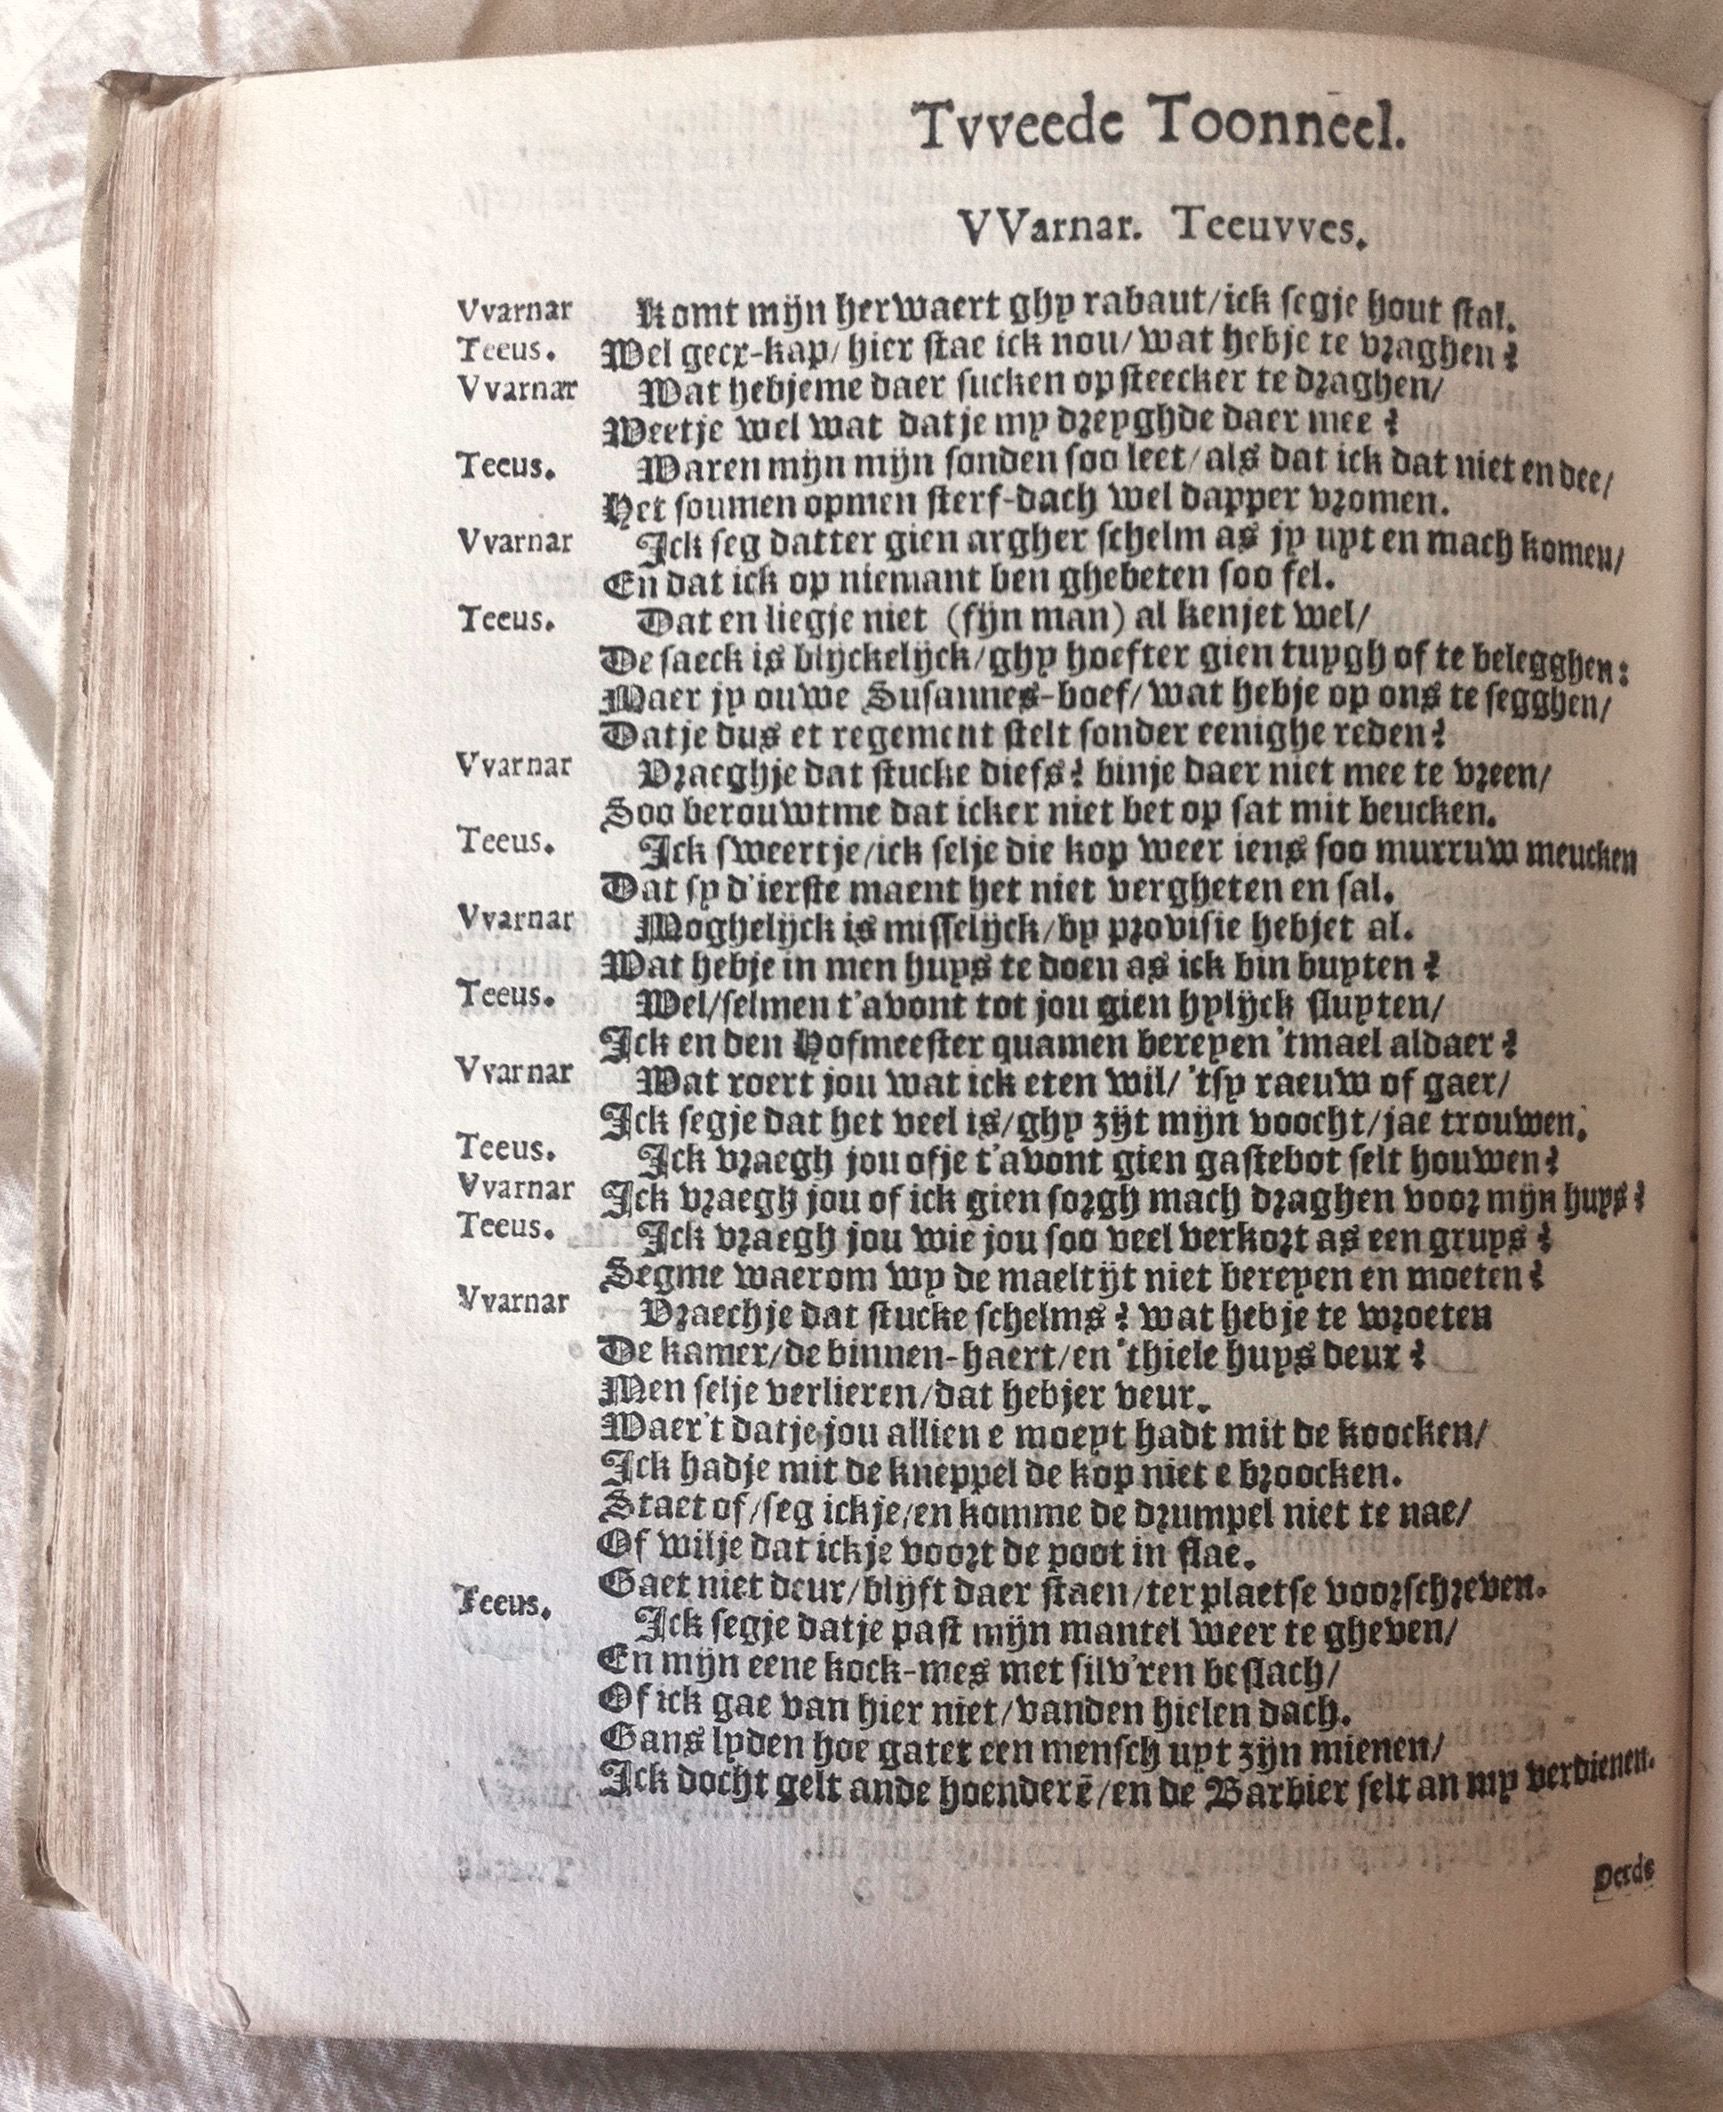 Tvveede Toonneel.
VVarnar. Teeuvves.
Vvarnar Komt mijn herwaert ghy rabaut/ick segje hout stal.
Teeus. Wel gecx-kap/hier stae ick nou/wat hebje te vraghen?
Vvarnar Wat hebjeme daer sucken opsteecker te draghen/
Weetje wel wat datje my dreyghde daer mee?
Teeus. Waren mijn mijn sonden soo leet/als dat ick dat niet en dee/
Het soumen opmen sterf-dach wel dapper vromen.
Vvarnar Ick seg datter gien argher schelm as jy uyt en mach komen/
En dat ick op niemant ben ghebeten soo fel.
Teeus. Dat en liegje niet (fijn man) al kenjet wel/
De saeck is blijckelijck/ghy hoefter gien tuygh of te belegghen:
Maer jy ouwe Susannes-boef/wat hebje op ons te segghen/
Datje dus et regement stelt sonder eenighe reden?
Vvarnar Vraeghje dat stucke diefs? binje daer niet mee te vreen/
Soo berouwtme dat icker niet bet op sat mit beucken.
Teeus. Ick sweertje/ick selje die kop weer iens soo murruw meucken
Dat sy d'ierste maent het niet vergheten en sal.
Vvarnar Moghelijck is misselijck/by provisie hebjet al.
Wat hebje in men huys te doen as ick bin buyten?
Teeus. Wel/selmen t'avont tot jou gien hylijck sluyten/
Ick en den Hofmeester quamen bereyen 'tmael aldaer?
Vvarnar Wat roert jou wat ick eten wil/'tsy raeuw of gaer/
Ick segje dat het veel is/ghy zijt mijn voocht/jae trouwen.
Teeus. Ick vraegh jou ofje t'avont gien gastebot selt houwen?
Vvarnar Ick vraegh jou of ick gien sorgh mach draghen voor mijn huys?
Teeus. Ick vraegh jou wie jou soo veel verkort as een gruys?
Segme waerom wy de maeltijt niet bereyen en moeten?
Vvarnar Vraechje dat stucke schelms? wat hebje te wroeten
De kamer/de binnen-haert/en 'thiele huys deur?
Men selje verlieren/dat hebjer veur.
Waer't datje jou allien e moeyt hadt mit de koocken/
Ick hadje mit de kneppel de kop niet e broocken.
Staet of/seg ickje/en komme de drumpel niet te nae/
Of wilje dat ickje voort de poot in slae.
Gaet niet deur/blijft daer staen/ter plaetse voorschreven.
Teeus. Ick segje datje past mijn mantel weer te gheven/
En mijn eene kock-mes met silv'ren beslach/
Of ick gae van hier niet/vanden hielen dach.
Gans lyden hoe gatet een mensch uyt zijn mienen/
Ick docht gelt ande hoenderē/en de Barbier selt an my verdienen.
Derde